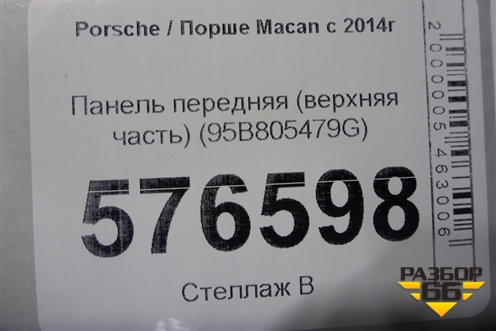 Porsche / Порше Macan с 2014г
Панель передняя (верхняя
часть) (95B805479G)
576598
Стеллаж В
2000005463006
РАЗБОР
66